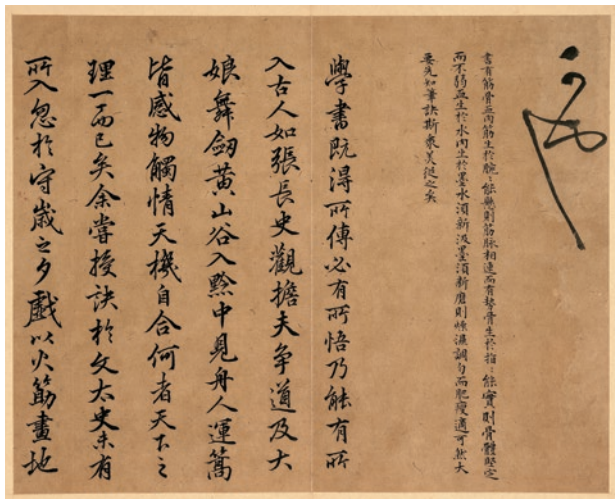 書有筋骨血肉筋生於腕〻能懸則筋脉相連而有勢骨生於指〻能實則骨體堅定
而不弱血生於水肉生於墨水須新汲墨須新磨則燥濕調勻而肥瘦適可然大
要先知筆訣斯衆美從之矣
學書既得所傳必有所悟乃能有所
入古人如張長史觀擔夫争道及大
娘舞劒黄山谷入黔中見舟人運篙
皆感物觸情天機自合何者天下之
理一而已矣余嘗授訣於文太史未有
所入忽於守歲之夕戲以火筯畫地